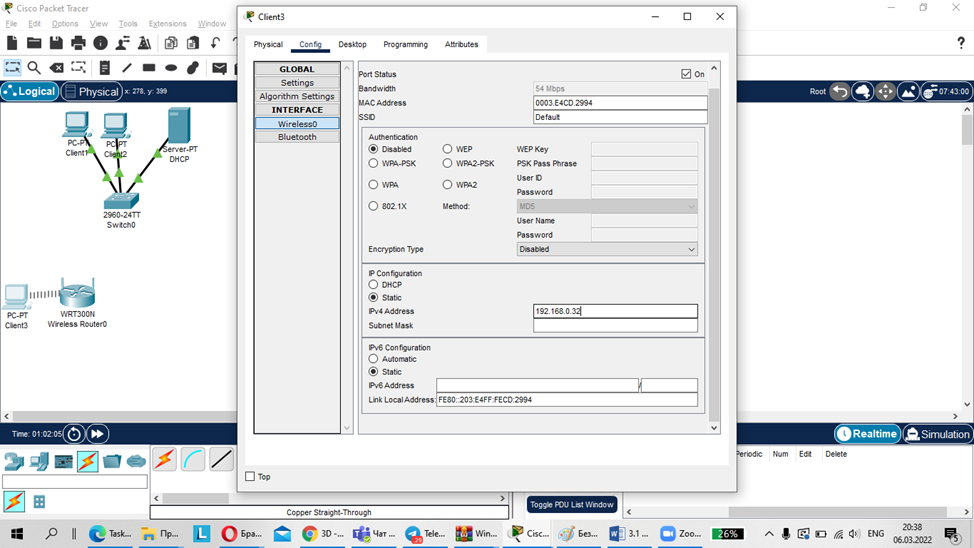 Cisco Packet Tracer
File Edit Options View Tools Extensions Window
Logical Physical x: 278, y: 399
Root 07:43:00
PC-PT
Client1
PC-PT
Client2
Server-PT
DHCP
2960-24TT
Switch0
PC-PT
Client3
WRT300N
Wireless Router0
Client3
Physical Config Desktop Programming Attributes
GLOBAL
Settings
Algorithm Settings
INTERFACE
Wireless0
Bluetooth
Port Status On
Bandwidth 54 Mbps
MAC Address 0003.E4CD.2994
SSID Default
Authentication
Disabled WEP WEP Key
WPA-PSK WPA2-PSK PSK Pass Phrase
User ID
WPA WPA2 Password
802.1X Method: MD5
User Name
Password
Encryption Type Disabled
IP Configuration
DHCP
Static
IPv4 Address 192.168.0.32
Subnet Mask
IPv6 Configuration
Automatic
Static
IPv6 Address /
Link Local Address: FE80::203:E4FF:FECD:2994
Top
Time: 01:02:05
Realtime Simulation
Periodic Num Edit Delete
Toggle PDU List Window
Copper Straight-Through
Task... Пр... L Бра... 3D -... Чат ... Tele... Win... Cisc... Без... 3.1 ... Zoo... 26% ENG
20:38
06.03.2022
5